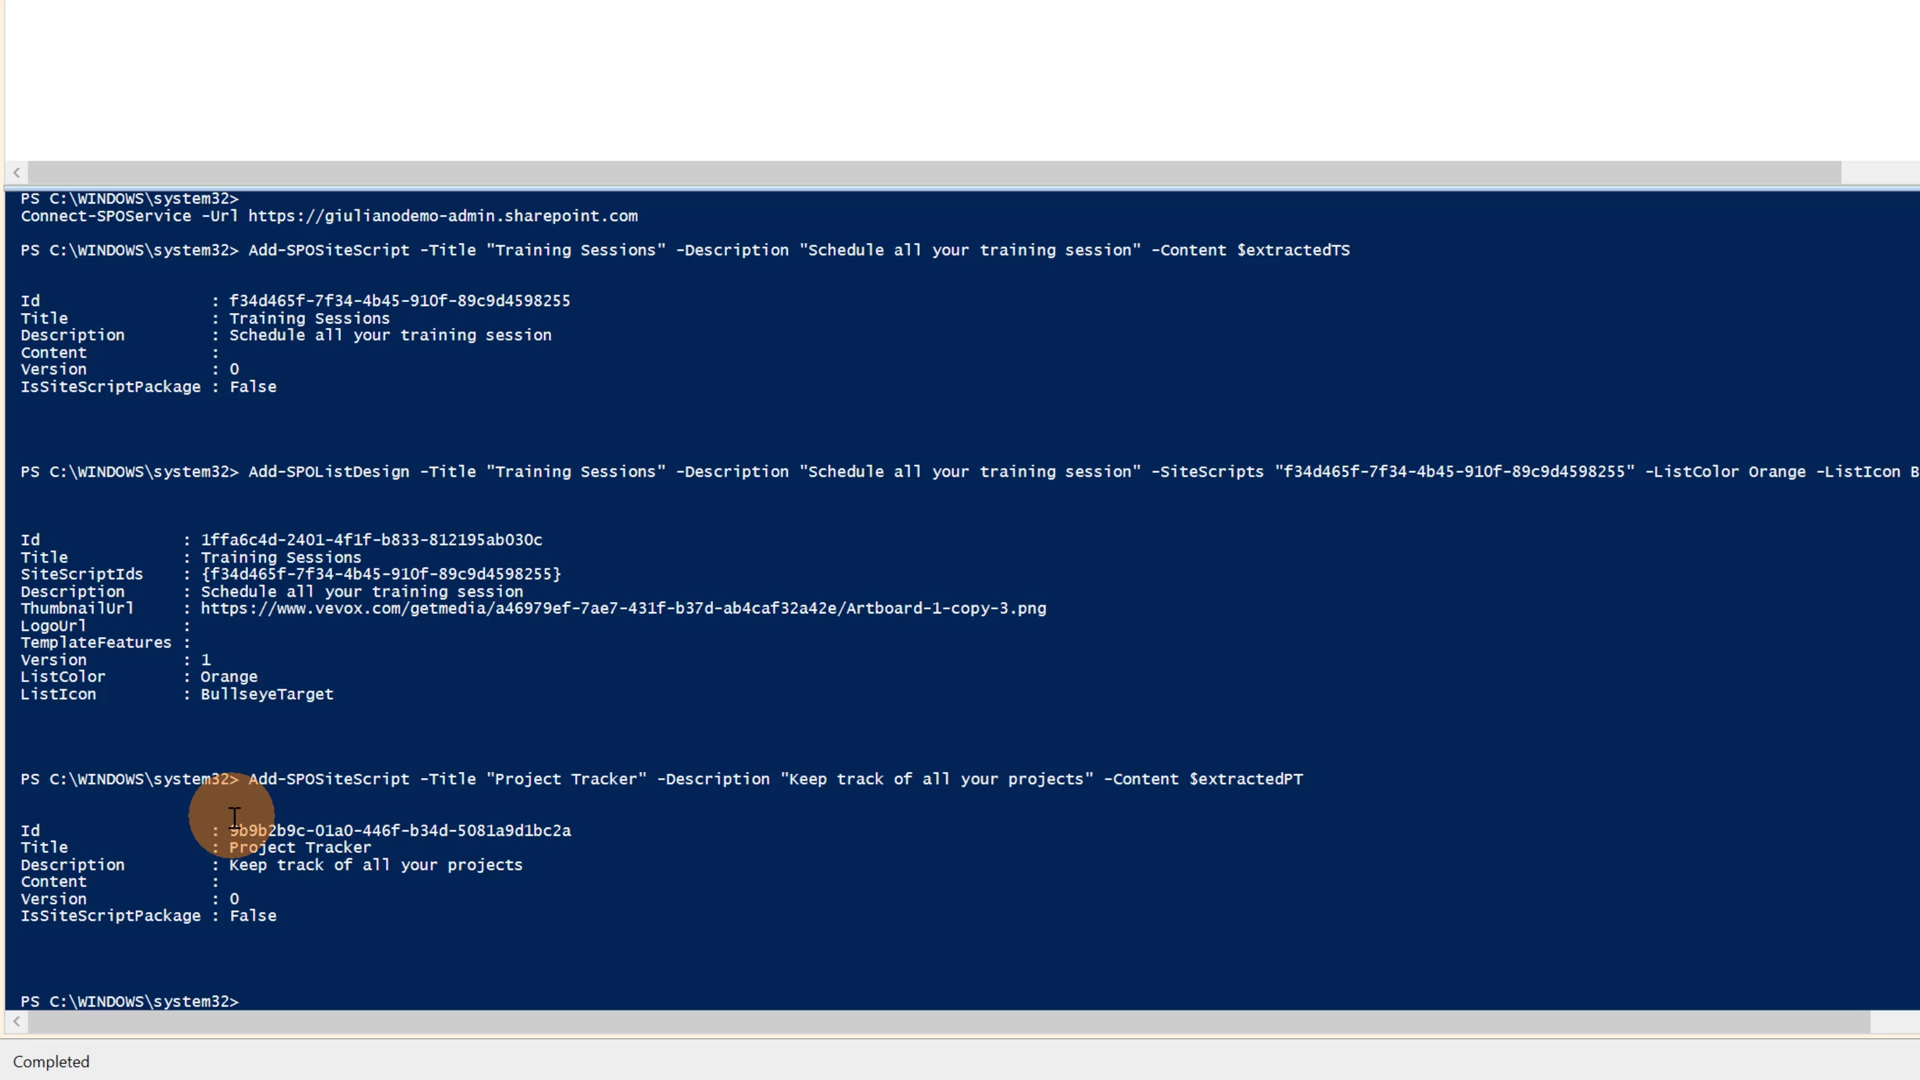 PS C:\WINDOWS\system32>
Connect-SPOService -Url https://giulianodemo-admin.sharepoint.com
PS C:\WINDOWS\system32> Add-SPOSiteScript -Title "Training Sessions" -Description "Schedule all your training session" -Content $extractedTS
Id : f34d465f-7f34-4b45-910f-89c9d4598255
Title : Training Sessions
Description : Schedule all your training session
Content :
Version : 0
IsSiteScriptPackage : False
PS C:\WINDOWS\system32> Add-SPOListDesign -Title "Training Sessions" -Description "Schedule all your training session" -SiteScripts "f34d465f-7f34-4b45-910f-89c9d4598255" -ListColor Orange -ListIcon B
Id : 1ffa6c4d-2401-4f1f-b833-812195ab030c
Title : Training Sessions
SiteScriptIds : {f34d465f-7f34-4b45-910f-89c9d4598255}
Description : Schedule all your training session
ThumbnailUrl : https://www.vevox.com/getmedia/a46979ef-7ae7-431f-b37d-ab4caf32a42e/Artboard-1-copy-3.png
LogoUrl :
TemplateFeatures :
Version : 1
ListColor : Orange
ListIcon : BullseyeTarget
PS C:\WINDOWS\system32> Add-SPOSiteScript -Title "Project Tracker" -Description "Keep track of all your projects" -Content $extractedPT
Id : 9b9b2b9c-01a0-446f-b34d-5081a9d1bc2a
Title : Project Tracker
Description : Keep track of all your projects
Content :
Version : 0
IsSiteScriptPackage : False
PS C:\WINDOWS\system32>
Completed